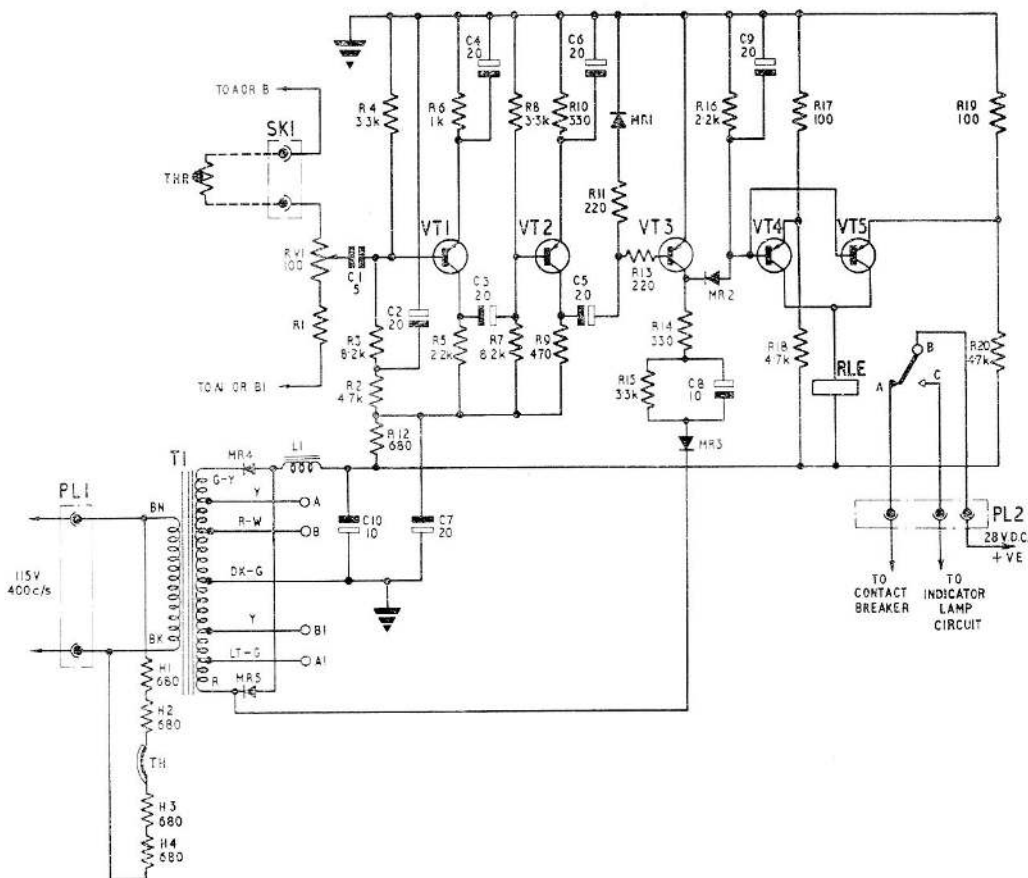 C4
20
C6
20
C9
20
TO A OR B
SK1
THR
R4
3.3k
R6
1k
R8
3.3k
R10
330
MR1
R16
2.2k
R17
100
R19
100
R11
220
RV1
100
C1
5
VT1
VT2
VT3
VT4
VT5
R13
220
MR2
C2
20
C3
20
C5
20
R1
R3
8.2k
R5
2.2k
R7
8.2k
R9
470
R14
330
R18
4.7k
RLE
R20
4.7k
B
A
C
TO A1 OR B1
R2
4.7k
R15
33k
C8
10
R12
680
MR3
T1
MR4
L1
G-Y
Y
A
R-W
B
DK-G
Y
B1
LT-G
A1
R
MR5
C10
10
C7
20
PL1
BN
115V
400c/s
BK
PL2
28V.D.C.
+VE
TO
CONTACT
BREAKER
TO
INDICATOR
LAMP
CIRCUIT
H1
680
H2
680
TH
H3
680
H4
680